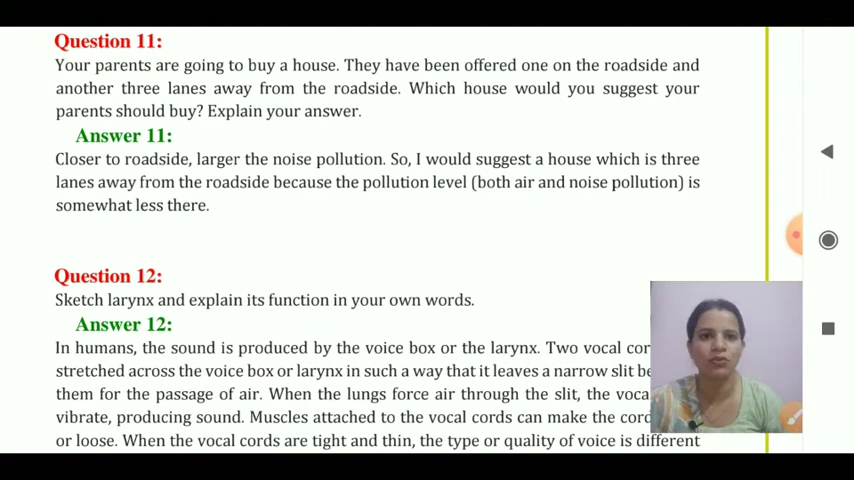 Question 11:
Your parents are going to buy a house. They have been offered one on the roadside and
another three lanes away from the roadside. Which house would you suggest your
parents should buy? Explain your answer.
Answer 11:
Closer to roadside, larger the noise pollution. So, I would suggest a house which is three
lanes away from the roadside because the pollution level (both air and noise pollution) is
somewhat less there.
Question 12:
Sketch larynx and explain its function in your own words.
Answer 12:
In humans, the sound is produced by the voice box or the larynx. Two vocal
stretched across the voice box or larynx in such a way that it leaves a narrow slit
them for the passage of air. When the lungs force air through the slit, the
vibrate, producing sound. Muscles attached to the vocal cords can make the
or loose. When the vocal cords are tight and thin, the type or quality of voice is different